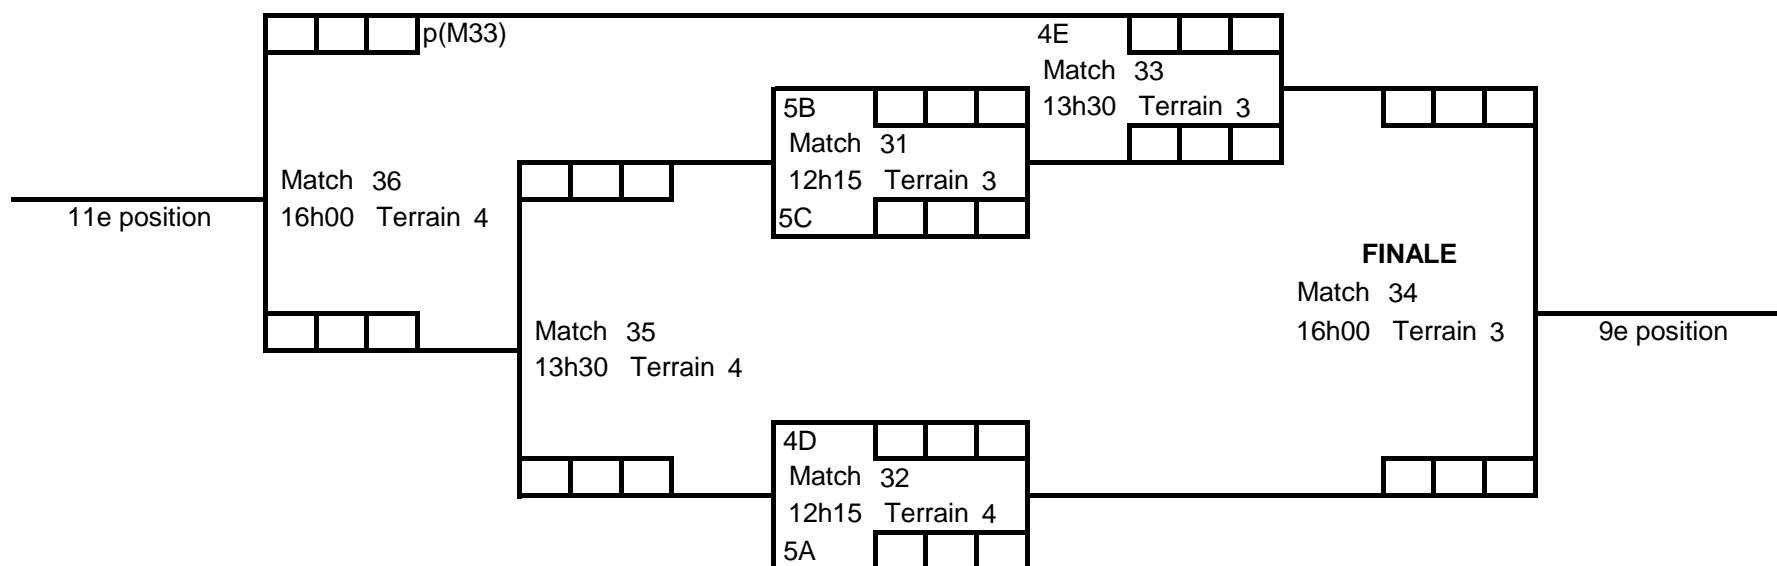 p(M33)
4E
Match 33
13h30 Terrain 3
5B
Match 31
12h15 Terrain 3
5C
Match 36
16h00 Terrain 4
11e position
FINALE
Match 34
16h00 Terrain 3
9e position
Match 35
13h30 Terrain 4
4D
Match 32
12h15 Terrain 4
5A